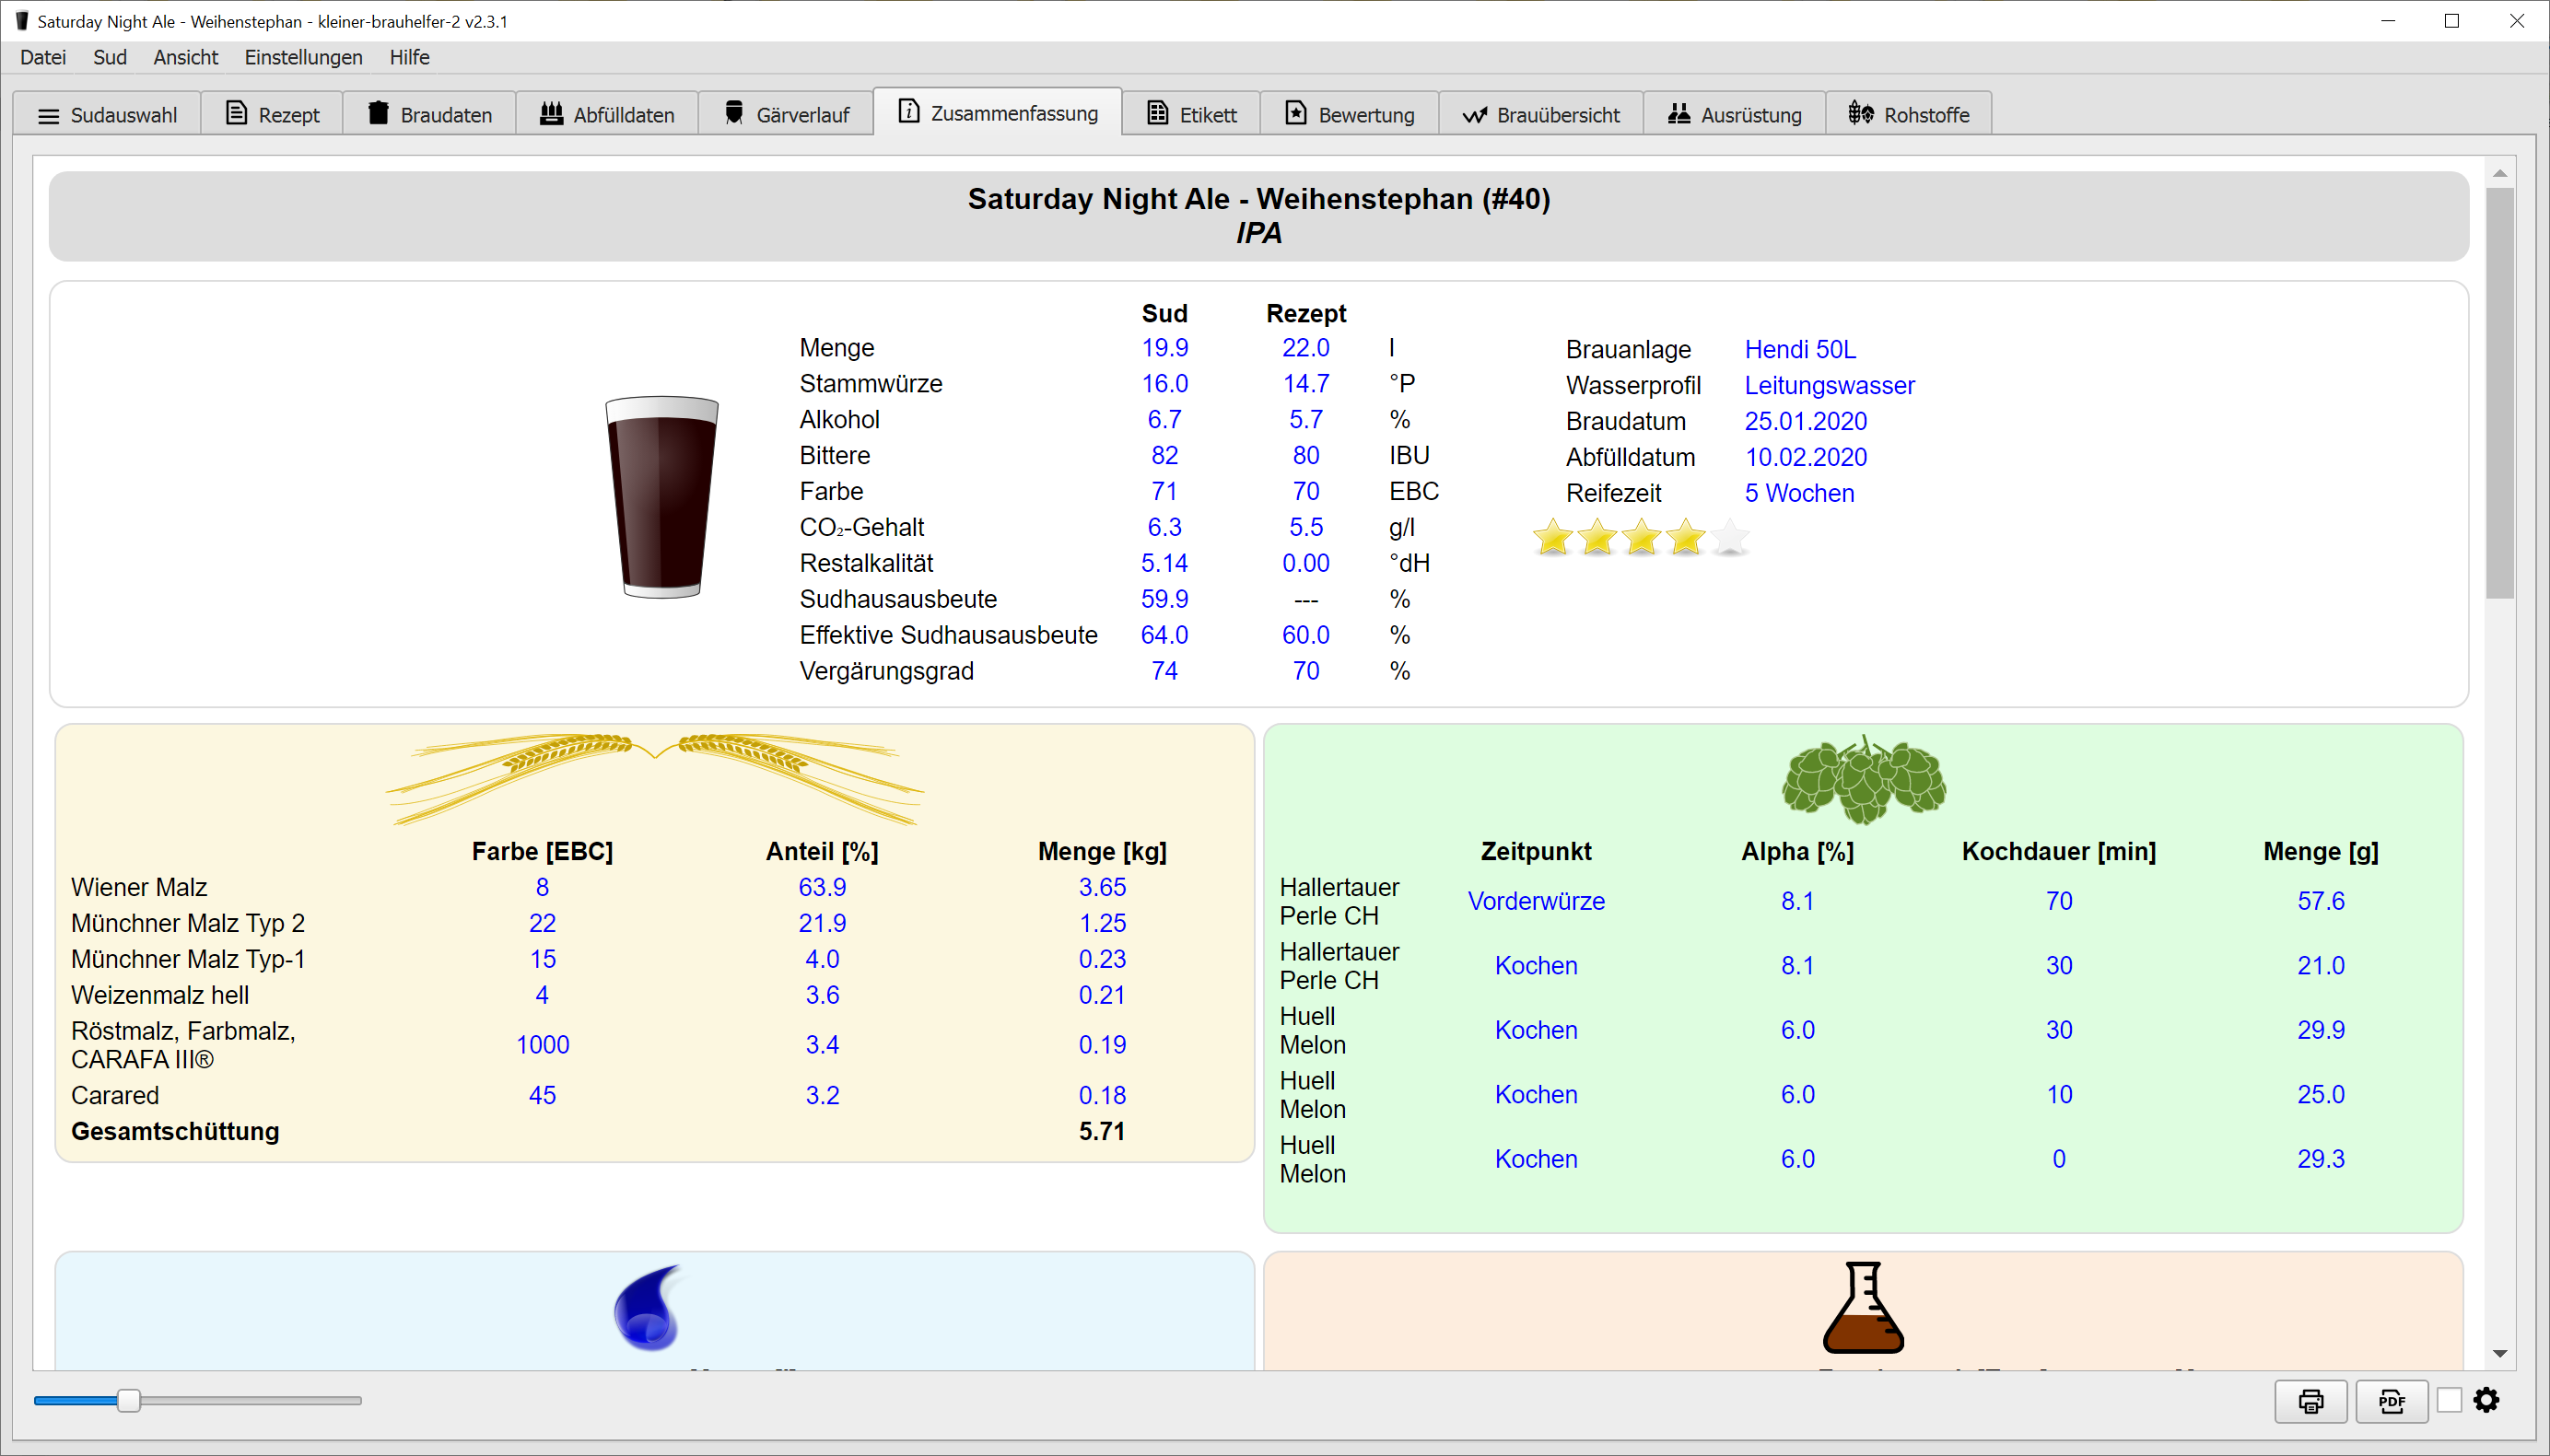 Saturday Night Ale - Weihenstephan - kleiner-brauhelfer-2 v2.3.1
Datei Sud Ansicht Einstellungen Hilfe
Sudauswahl Rezept Braudaten Abfülldaten Gärverlauf Zusammenfassung Etikett Bewertung Brauübersicht Ausrüstung Rohstoffe
Saturday Night Ale - Weihenstephan (#40)
IPA
Sud Rezept
Menge 19.9 22.0 l
Stammwürze 16.0 14.7 °P
Alkohol 6.7 5.7 %
Bittere 82 80 IBU
Farbe 71 70 EBC
CO₂-Gehalt 6.3 5.5 g/l
Restalkalität 5.14 0.00 °dH
Sudhausausbeute 59.9 --- %
Effektive Sudhausausbeute 64.0 60.0 %
Vergärungsgrad 74 70 %
Brauanlage Hendi 50L
Wasserprofil Leitungswasser
Braudatum 25.01.2020
Abfülldatum 10.02.2020
Reifezeit 5 Wochen
Farbe [EBC] Anteil [%] Menge [kg]
Wiener Malz 8 63.9 3.65
Münchner Malz Typ 2 22 21.9 1.25
Münchner Malz Typ-1 15 4.0 0.23
Weizenmalz hell 4 3.6 0.21
Röstmalz, Farbmalz,
CARAFA III® 1000 3.4 0.19
Carared 45 3.2 0.18
Gesamtschüttung 5.71
Zeitpunkt Alpha [%] Kochdauer [min] Menge [g]
Hallertauer
Perle CH Vorderwürze 8.1 70 57.6
Hallertauer
Perle CH Kochen 8.1 30 21.0
Huell
Melon Kochen 6.0 30 29.9
Huell
Melon Kochen 6.0 10 25.0
Huell
Melon Kochen 6.0 0 29.3
PDF